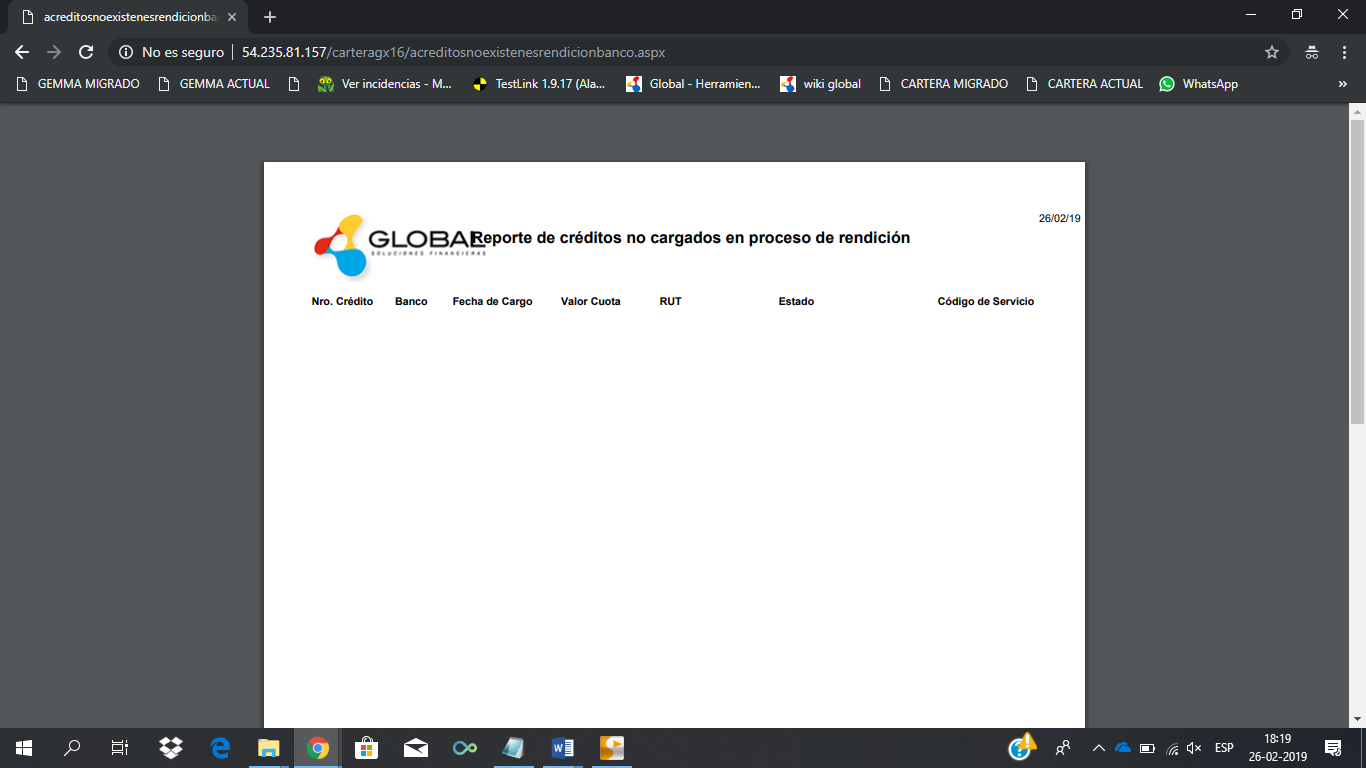 acreditosnoexistenesrendicionba
No es seguro | 54.235.81.157/carteragx16/acreditosnoexistenesrendicionbanco.aspx
GEMMA MIGRADO GEMMA ACTUAL Ver incidencias - M... TestLink 1.9.17 (Ala... Global - Herramien... wiki global CARTERA MIGRADO CARTERA ACTUAL WhatsApp »
26/02/19
GLOBAL Reporte de créditos no cargados en proceso de rendición
SOLUCIONES FINANCIERAS
Nro. Crédito Banco Fecha de Cargo Valor Cuota RUT Estado Código de Servicio
ESP 18:19
26-02-2019